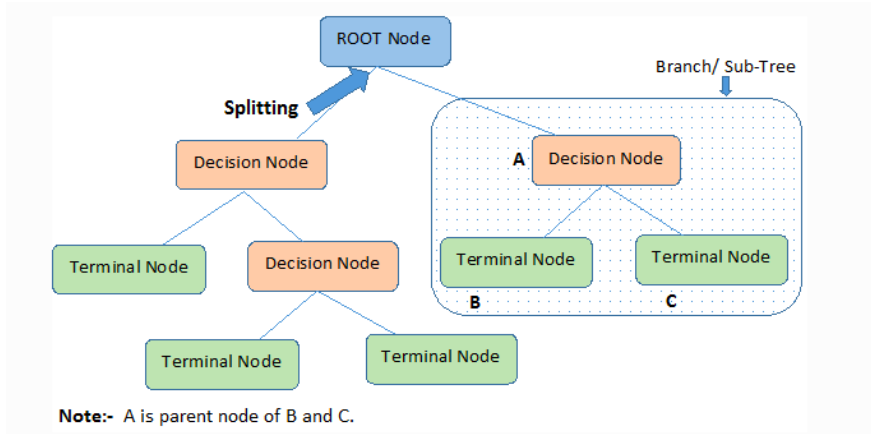 ROOT Node
Branch/ Sub-Tree
Splitting
Decision Node
A
Decision Node
Terminal Node
Decision Node
Terminal Node
Terminal Node
B
C
Terminal Node
Terminal Node
Note:- A is parent node of B and C.